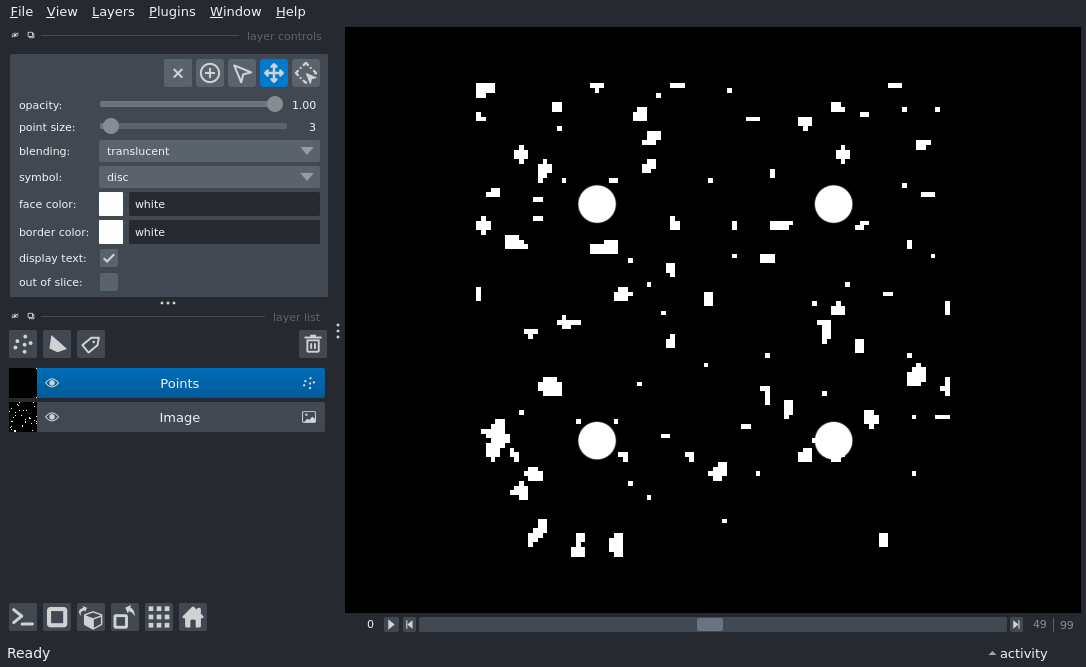 File View Layers Plugins Window Help
layer controls
opacity: 1.00
point size: 3
blending: translucent
symbol: disc
face color: white
border color: white
display text:
out of slice:
layer list
Points
Image
0 49 99
Ready activity